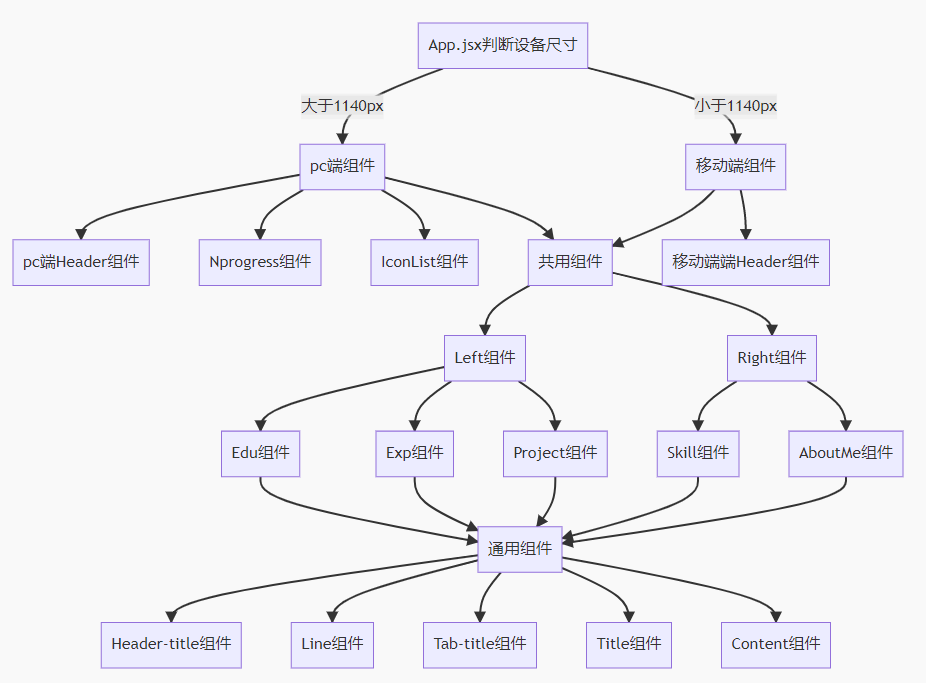 App.jsx判断设备尺寸
大于1140px
小于1140px
pc端组件
移动端组件
pc端Header组件
Nprogress组件
IconList组件
共用组件
移动端端Header组件
Left组件
Right组件
Edu组件
Exp组件
Project组件
Skill组件
AboutMe组件
通用组件
Header-title组件
Line组件
Tab-title组件
Title组件
Content组件